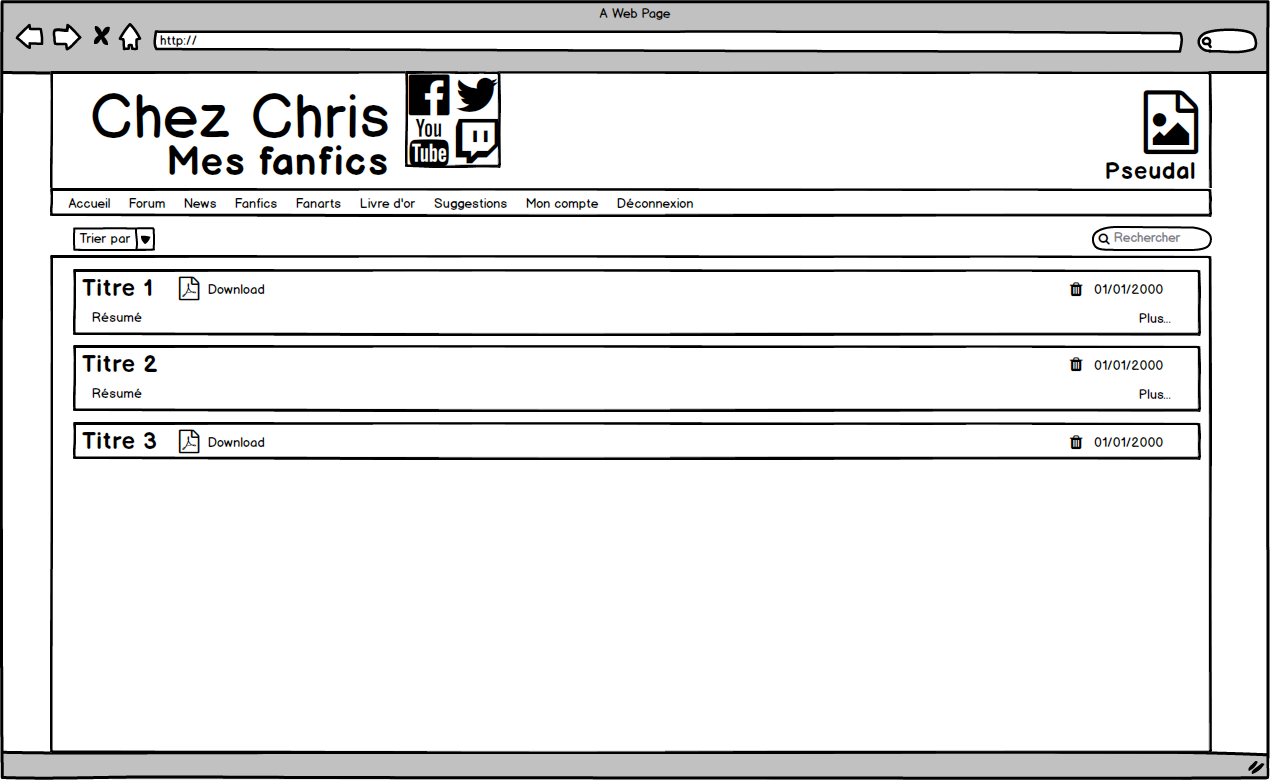 A Web Page
http://
Chez Chris
Mes fanfics
You
Tube
Pseudal
Accueil Forum News Fanfics Fanarts Livre d'or Suggestions Mon compte Déconnexion
Trier par
Rechercher
Titre 1 Download 01/01/2000
Résumé Plus...
Titre 2 01/01/2000
Résumé Plus...
Titre 3 Download 01/01/2000